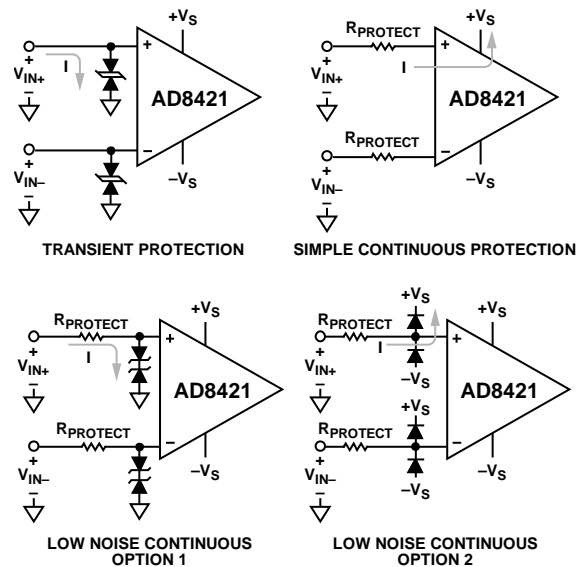 +VS
+
I
+
VIN+
−
AD8421
−
+
VIN−
−
−VS
TRANSIENT PROTECTION
+VS
RPROTECT
+
I
+
VIN+
−
AD8421
RPROTECT
−
+
VIN−
−
−VS
SIMPLE CONTINUOUS PROTECTION
+VS
RPROTECT
+
I
+
VIN+
−
AD8421
RPROTECT
−
+
VIN−
−
−VS
LOW NOISE CONTINUOUS
OPTION 1
+VS
+VS
RPROTECT
+
I
+
VIN+
−
−VS
AD8421
+VS
RPROTECT
−
+
VIN−
−
−VS
−VS
LOW NOISE CONTINUOUS
OPTION 2